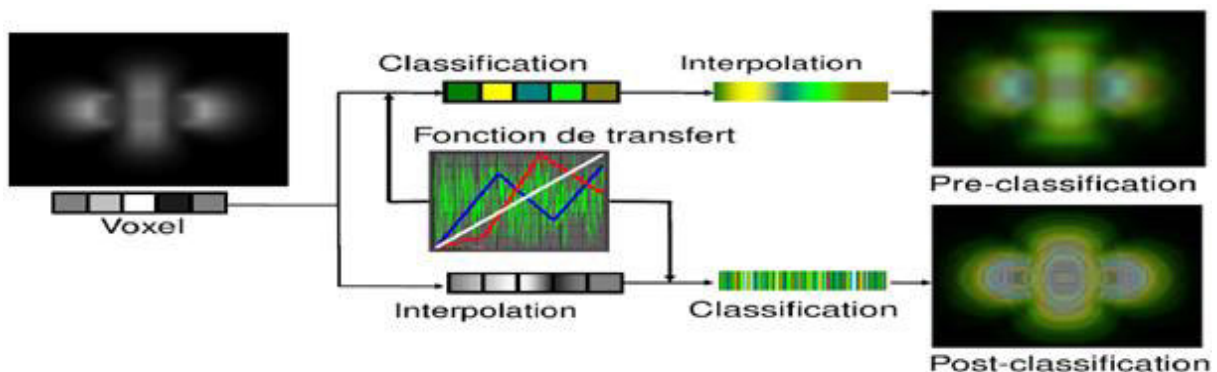 Classification
Interpolation
Fonction de transfert
Voxel
Pre-classification
Interpolation
Classification
Post-classification